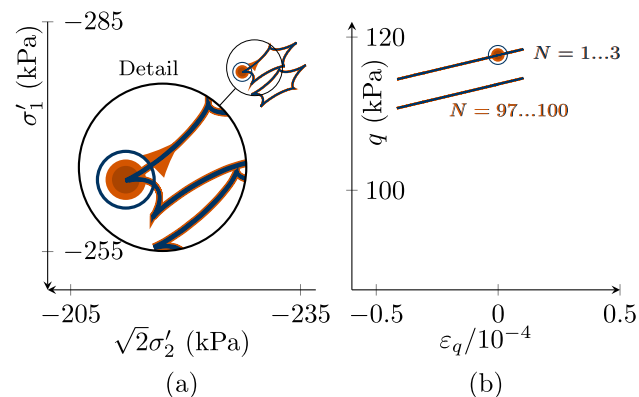 −285
Detail
σ′₁ (kPa)
−255
−205
−235
√2σ′₂ (kPa)
(a)
120
N = 1...3
q (kPa)
N = 97...100
100
−0.5
0
0.5
ε_q/10⁻⁴
(b)